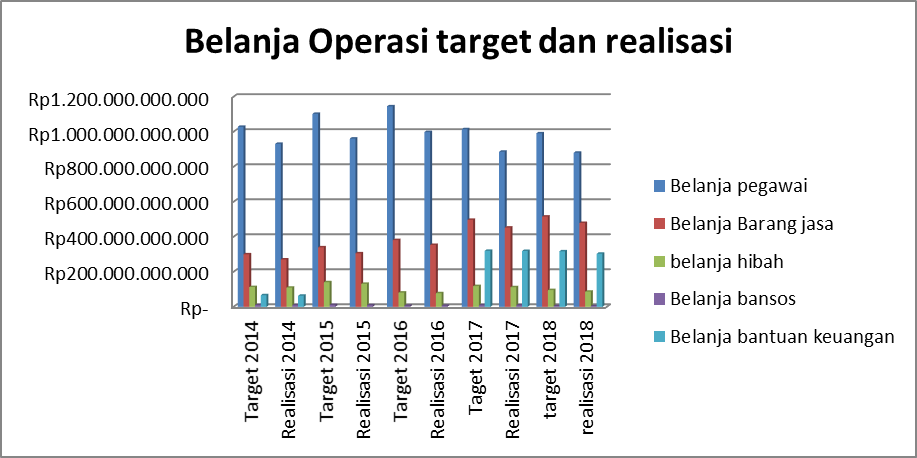 Belanja Operasi target dan realisasi
Rp1.200.000.000.000
Rp1.000.000.000.000
Rp800.000.000.000
Rp600.000.000.000
Rp400.000.000.000
Rp200.000.000.000
Rp-
Target 2014
Realisasi 2014
Target 2015
Realisasi 2015
Target 2016
Realisasi 2016
Taget 2017
Realisasi 2017
target 2018
realisasi 2018
Belanja pegawai
Belanja Barang jasa
belanja hibah
Belanja bansos
Belanja bantuan keuangan